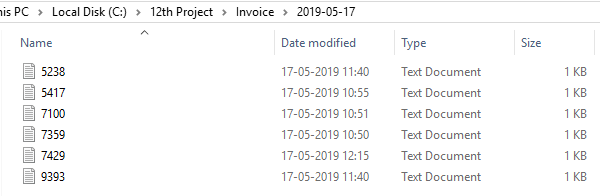 his PC Local Disk (C:) 12th Project Invoice 2019-05-17
Name Date modified Type Size
5238 17-05-2019 11:40 Text Document 1 KB
5417 17-05-2019 10:55 Text Document 1 KB
7100 17-05-2019 10:51 Text Document 1 KB
7359 17-05-2019 10:50 Text Document 1 KB
7429 17-05-2019 12:15 Text Document 1 KB
9393 17-05-2019 11:40 Text Document 1 KB